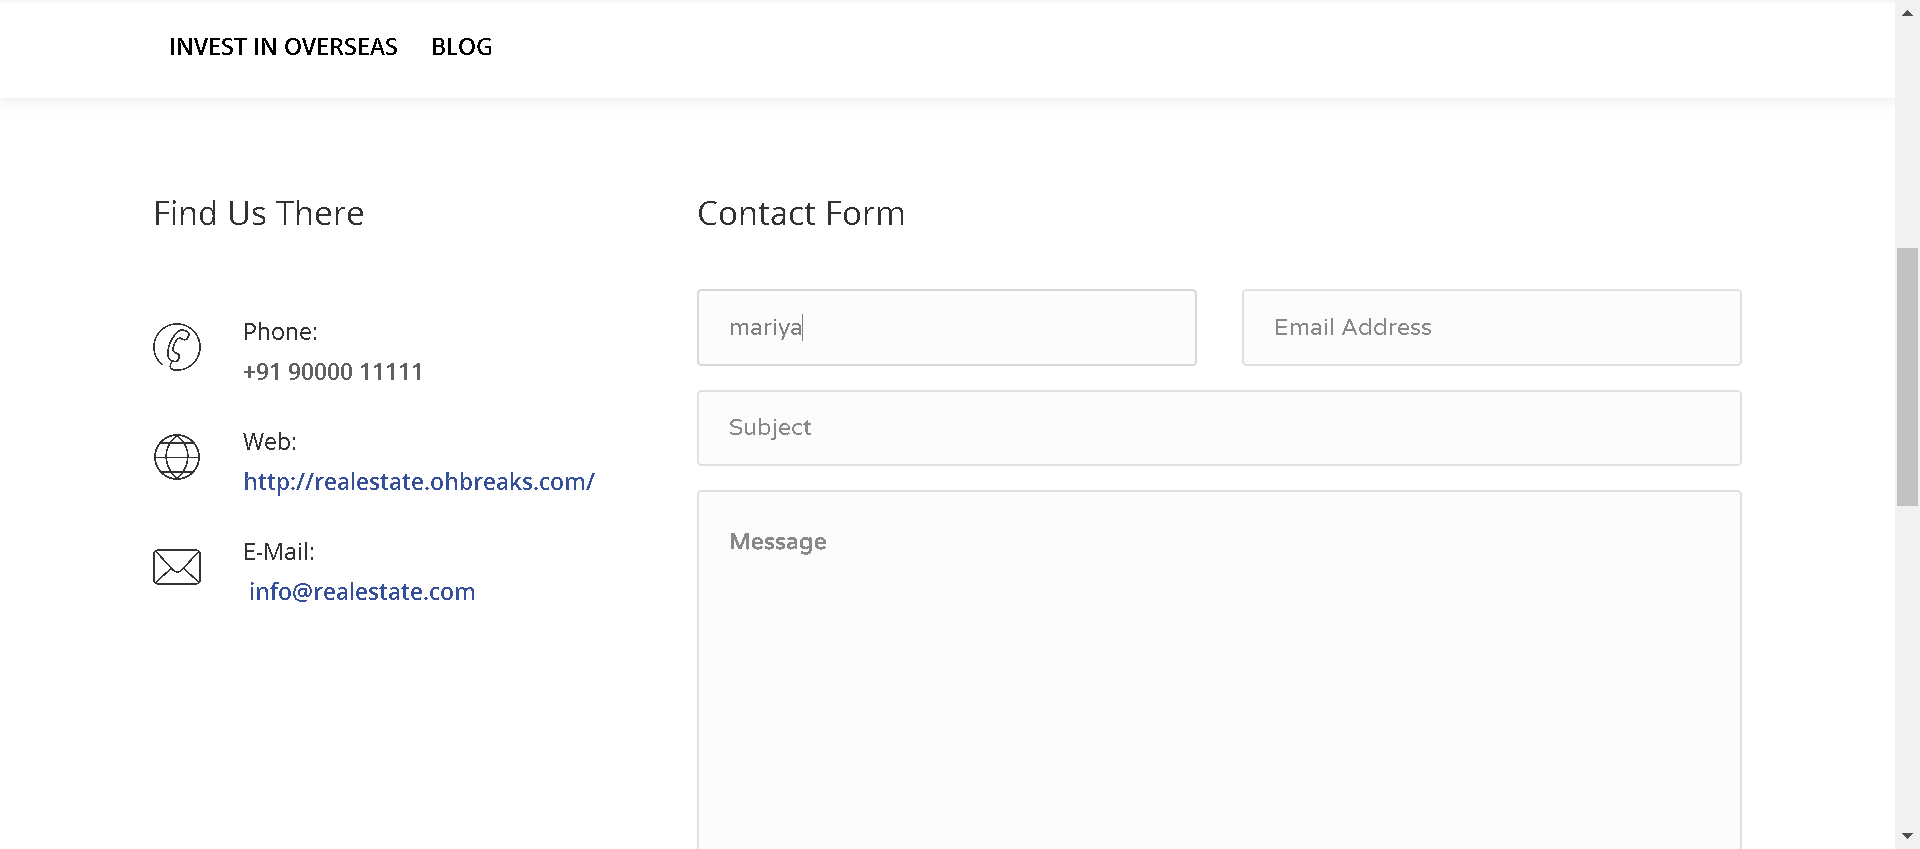 INVEST IN OVERSEAS BLOG
Find Us There
Phone:
+91 90000 11111
Web:
http://realestate.ohbreaks.com/
E-Mail:
info@realestate.com
Contact Form
mariya
Email Address
Subject
Message